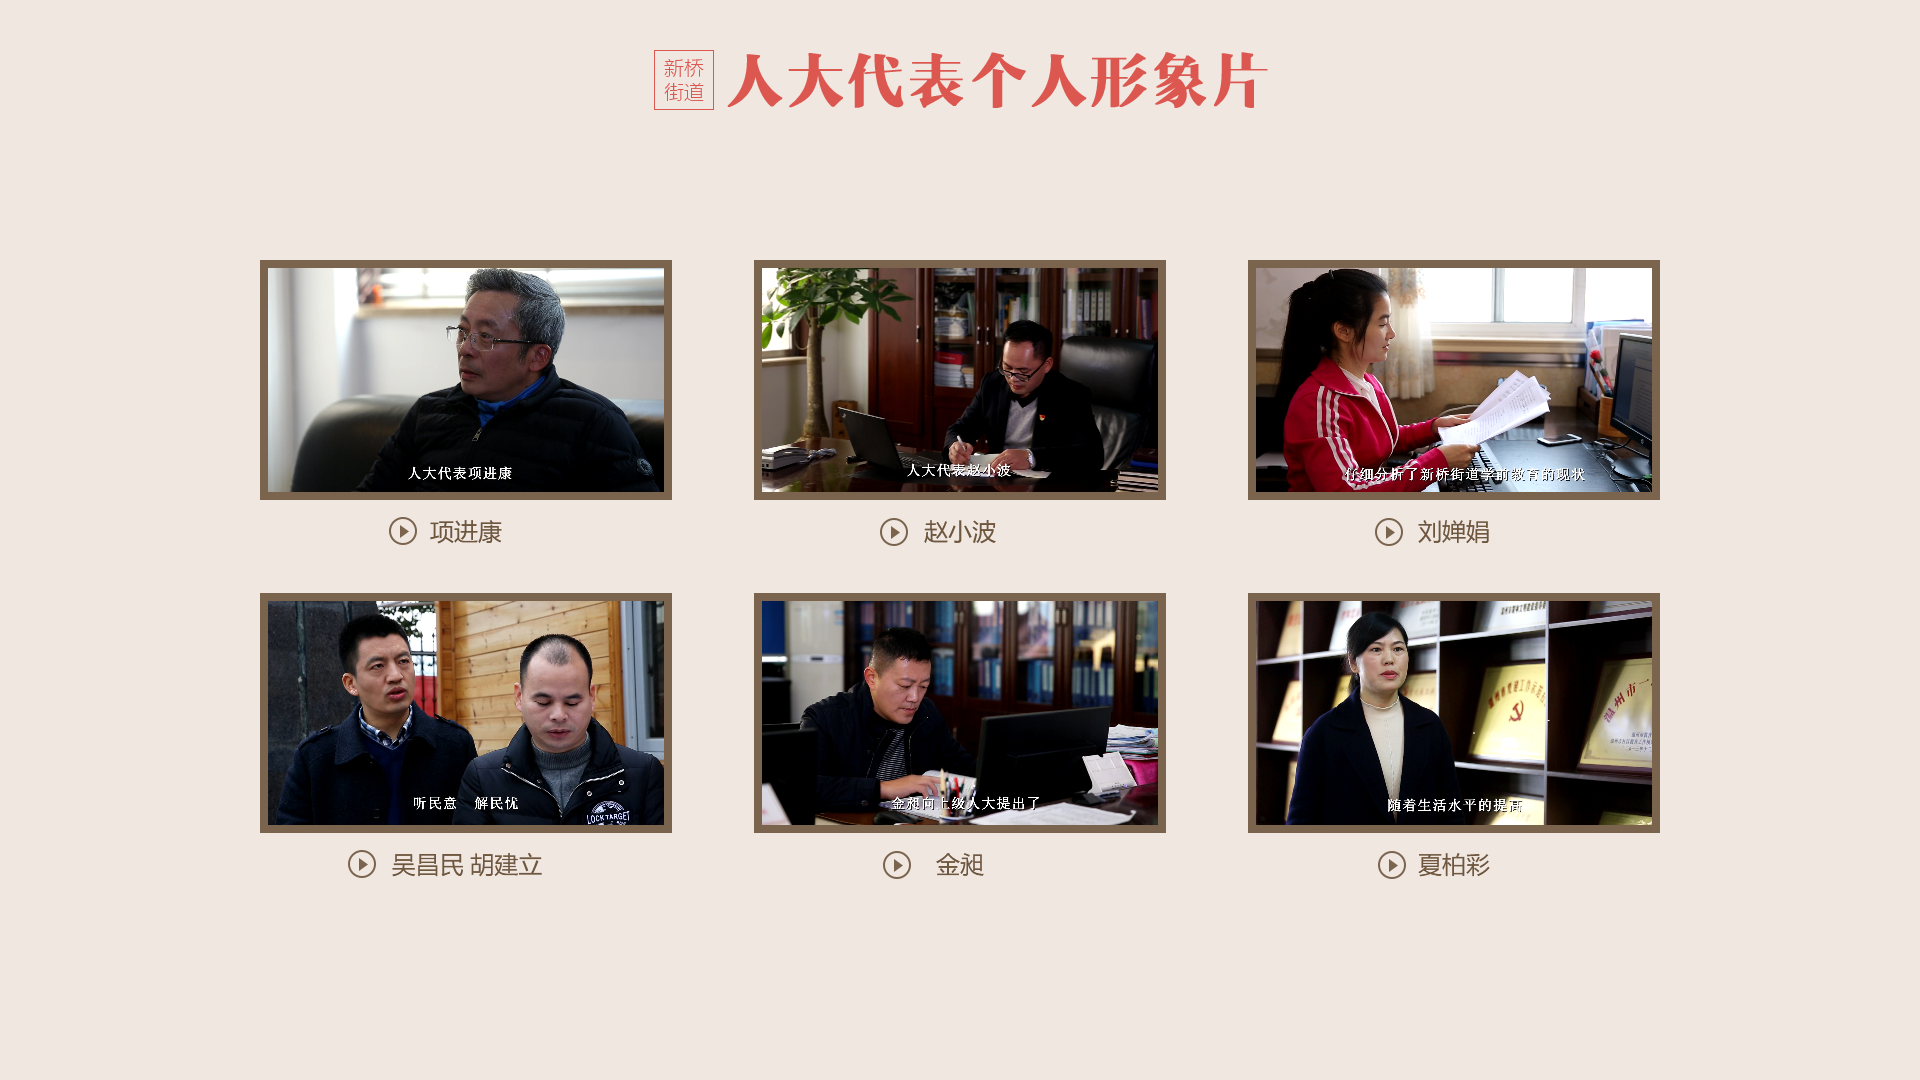 新桥
街道
人大代表个人形象片
人大代表项进康
人大代表赵小波
仔细分析了新桥街道学前教育的现状
项进康
赵小波
刘婵娟
听民意 解民忧
LOCKTARGET
金昶向上级人大提出了
随着生活水平的提高
温州市一
吴昌民 胡建立
金昶
夏柏彩